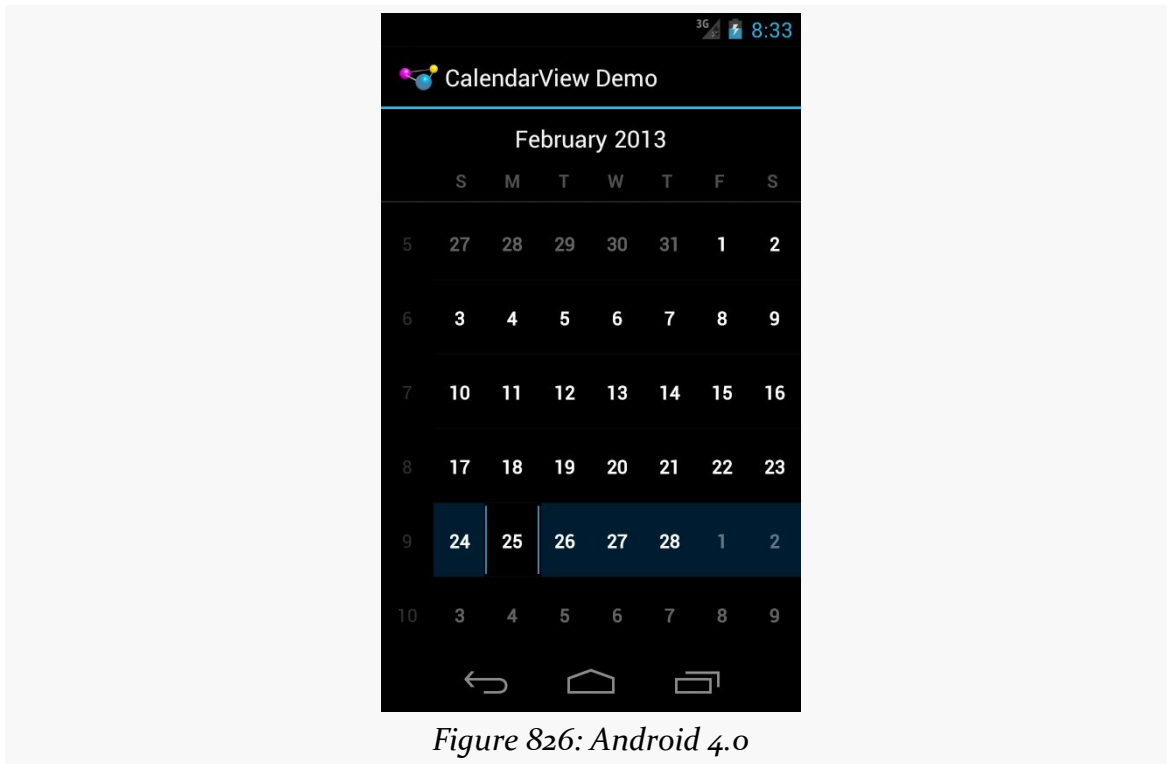 3G 8:33
CalendarView Demo
February 2013
S M T W T F S
5 27 28 29 30 31 1 2
6 3 4 5 6 7 8 9
7 10 11 12 13 14 15 16
8 17 18 19 20 21 22 23
9 24 25 26 27 28 1 2
10 3 4 5 6 7 8 9
Figure 826: Android 4.0